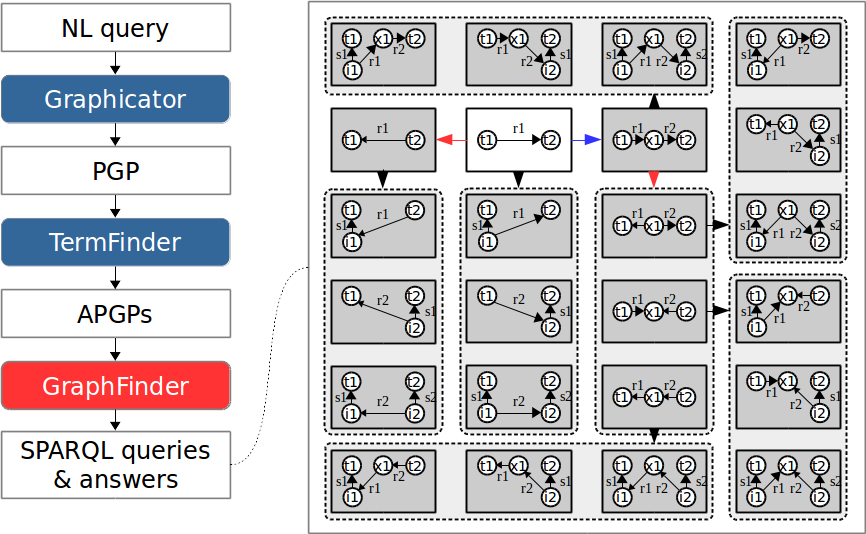 NL query
Graphicator
PGP
TermFinder
APGPs
GraphFinder
SPARQL queries
& answers
t1 x1 t2
s1 r2
r1
i1
t1 x1 t2
r1
r2 s1
i2
t1 x1 t2
s1 r1 r2 s2
i1 i2
t1 x1 t2
s1 r2
r1
i1
r1
t1 t2
r1
t1 t2
r1 r2
t1 x1 t2
t1 x1 t2
r1
r2 s1
i2
t1 r1 t2
s1
i1
t1 r1 t2
s1
i1
r1 r2
t1 x1 t2
t1 x1 t2
s1 r1 r2 s2
i1 i2
t1 r2 t2
s1
i2
t1 r2 t2
s1
i2
r1 r2
t1 x1 t2
t1 x1 t2
s1 r2
r1
i1
t1 t2
s1 r2 s2
i1 i2
t1 t2
s1 r2 s2
i1 i2
r1 r2
t1 x1 t2
t1 x1 t2
r1
r2 s1
i2
t1 x1 t2
s1 r2
r1
i1
t1 x1 t2
r1
r2 s1
i2
t1 x1 t2
s1 r1 r2 s2
i1 i2
t1 x1 t2
s1 r1 r2 s2
i1 i2